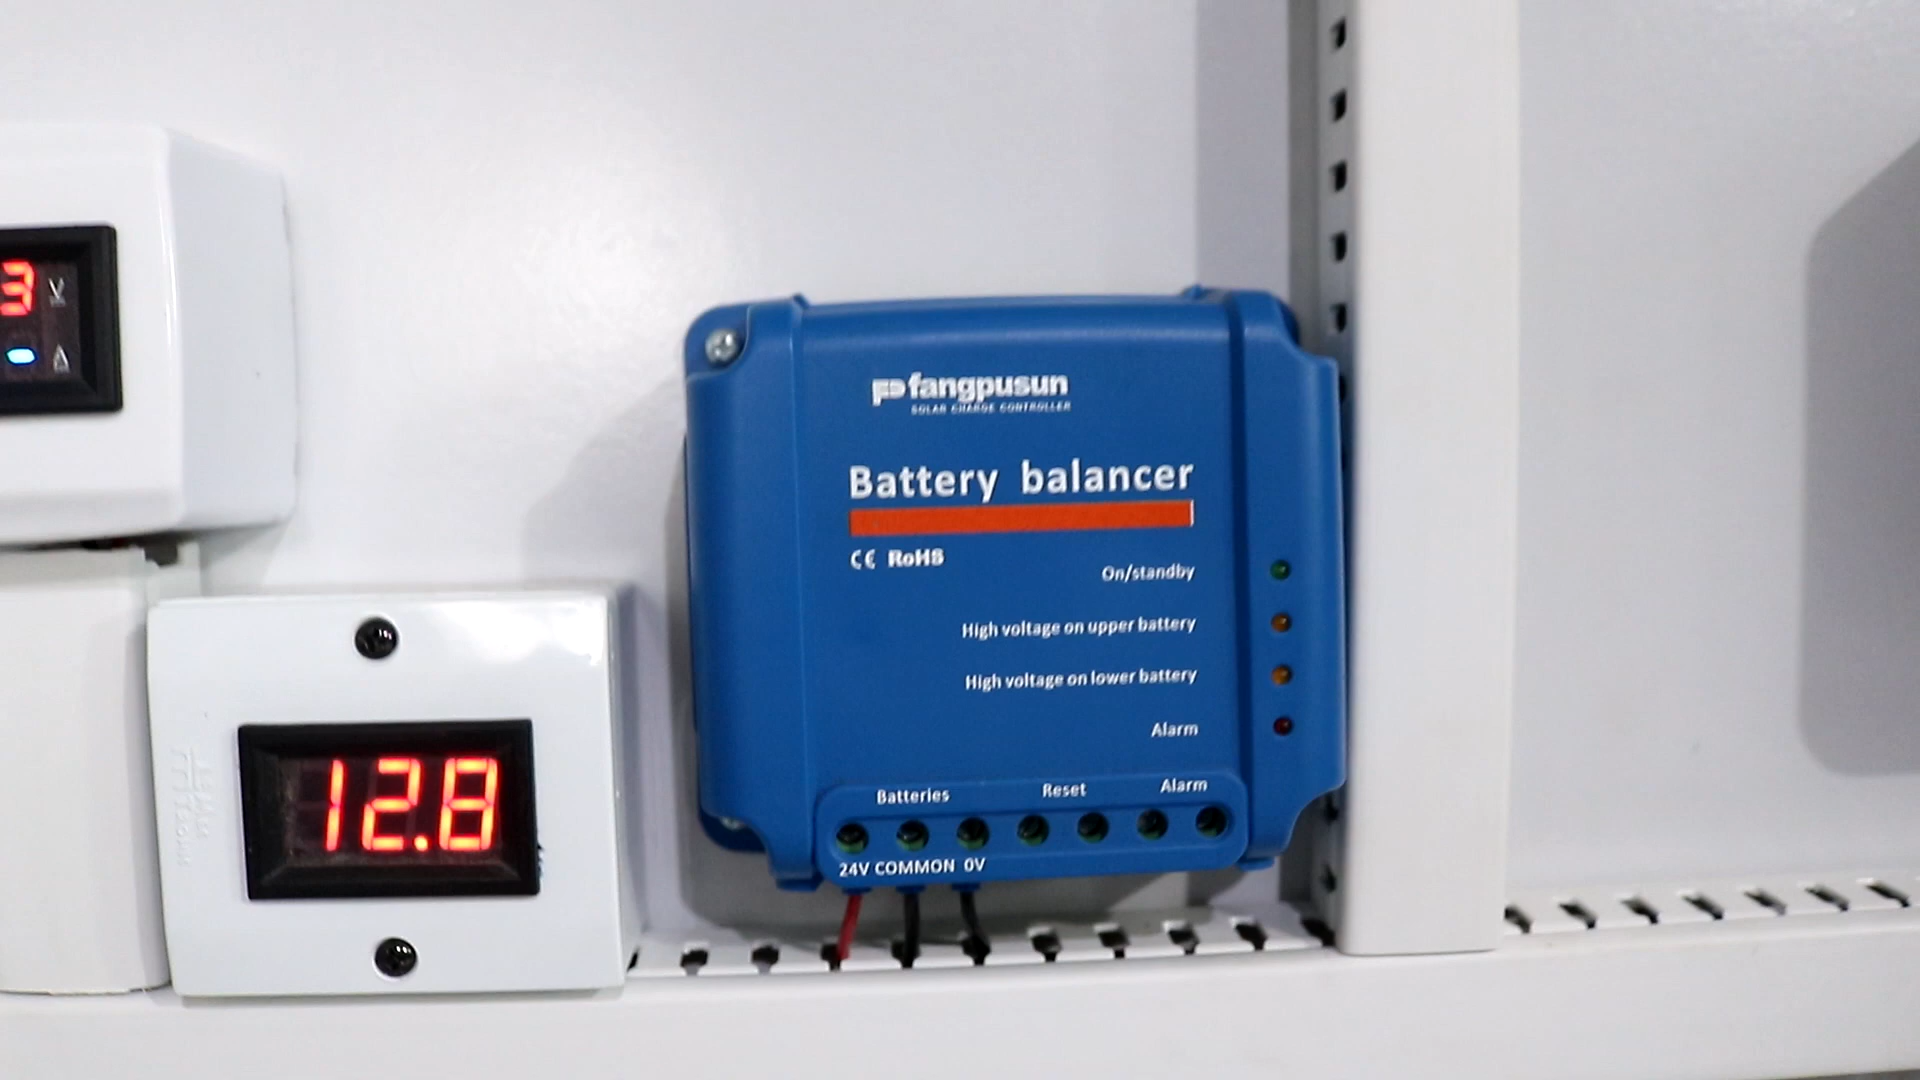 3 V
A
12.8
fangpusun
SOLAR CHARGE CONTROLLER
Battery balancer
CE RoHS
On/standby
High voltage on upper battery
High voltage on lower battery
Alarm
Batteries Reset Alarm
24V COMMON 0V